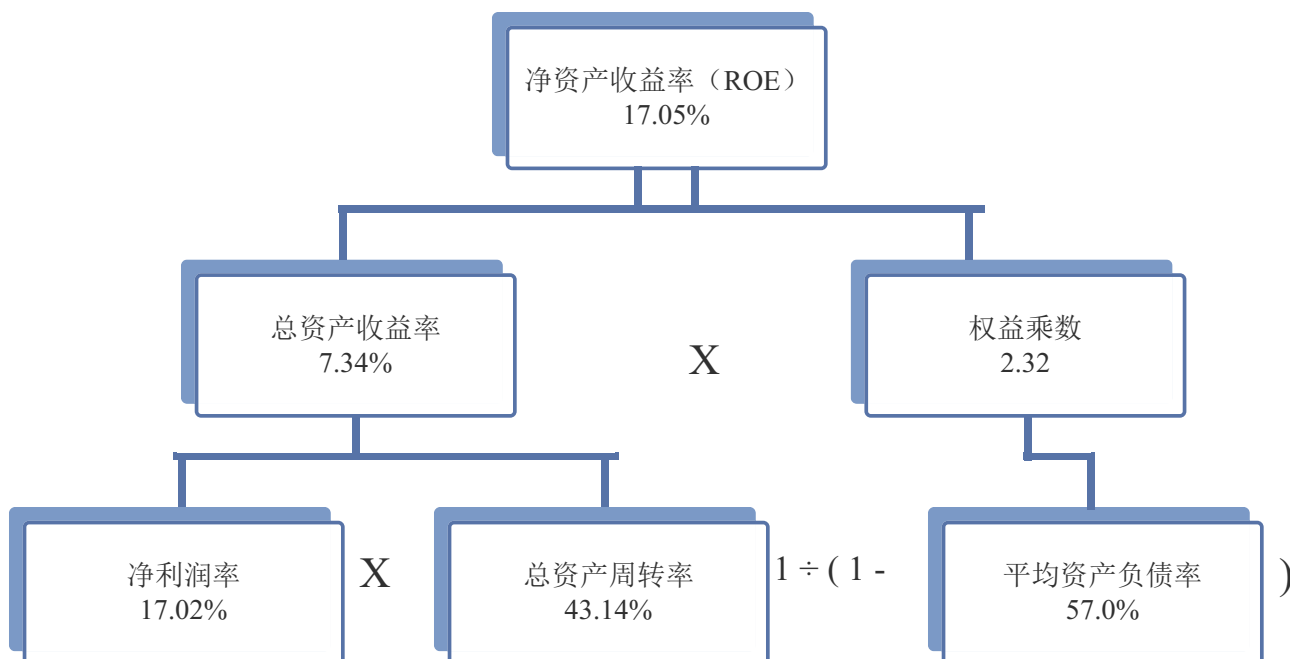 净资产收益率（ROE）
17.05%
总资产收益率
7.34%
X
权益乘数
2.32
净利润率
17.02%
X
总资产周转率
43.14%
1 ÷ ( 1 -
平均资产负债率
57.0%
)